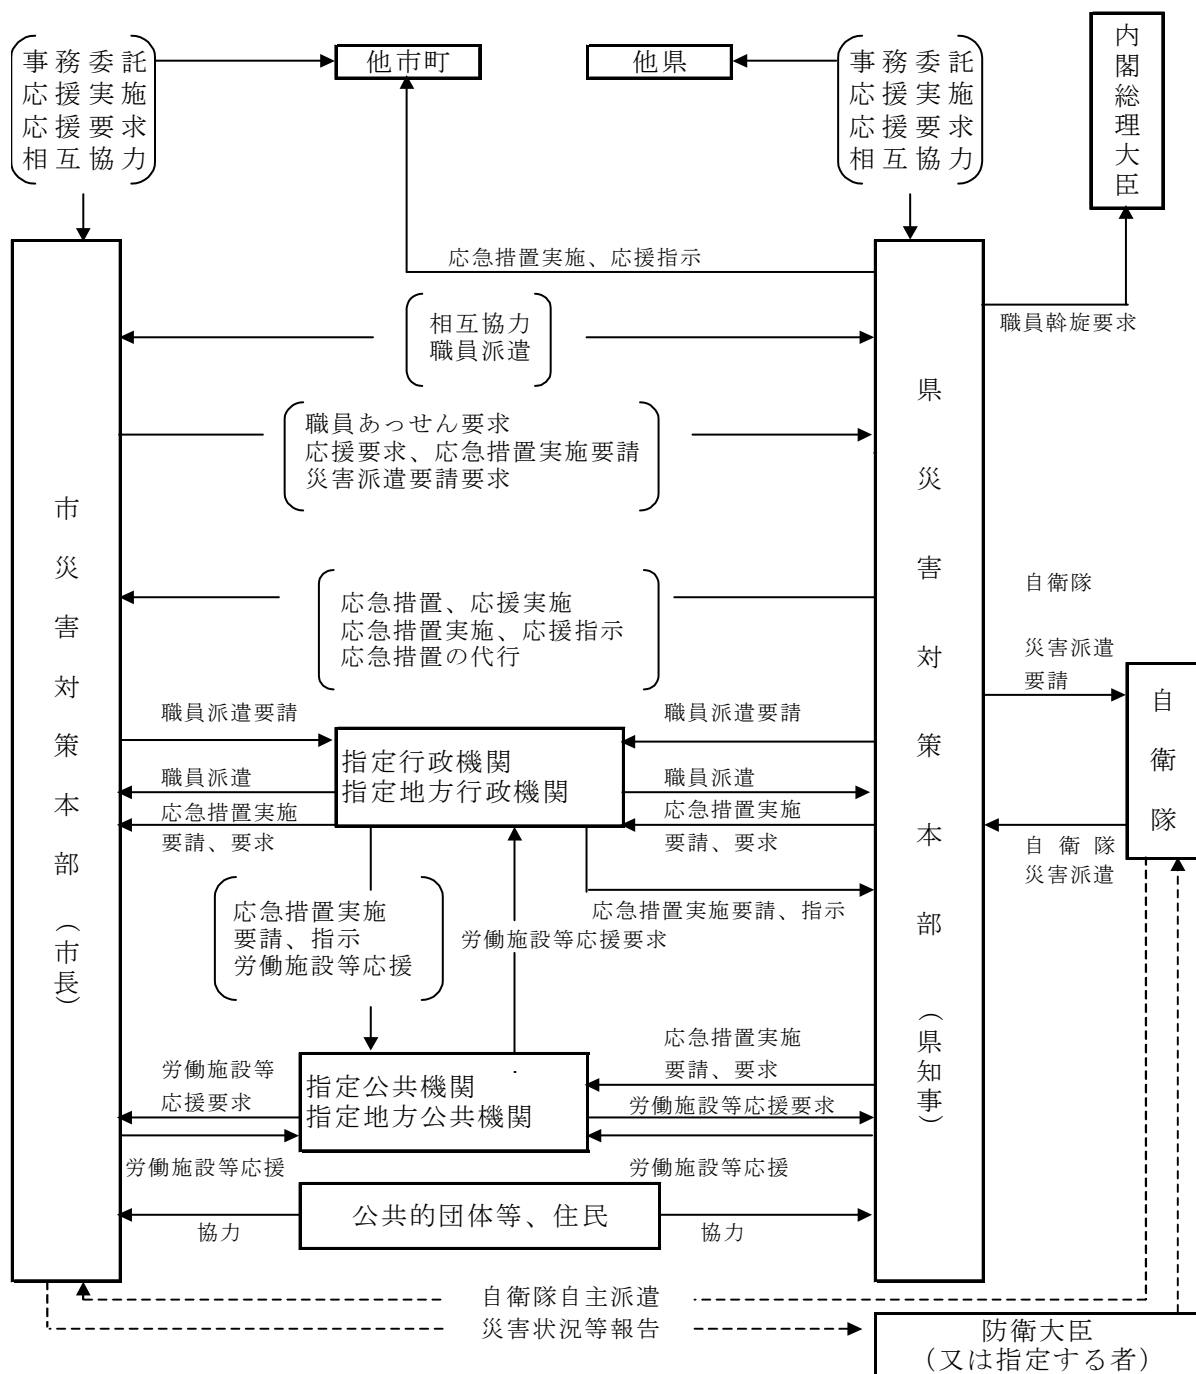 事務委託
応援実施
応援要求
相互協力
他市町
他県
事務委託
応援実施
応援要求
相互協力
内閣総理大臣
応急措置実施、応援指示
職員斡旋要求
相互協力
職員派遣
職員あっせん要求
応援要求、応急措置実施要請
災害派遣要請要求
市災害対策本部（市長）
県災害対策本部（県知事）
応急措置、応援実施
応急措置実施、応援指示
応急措置の代行
自衛隊
災害派遣
要請
自衛隊
職員派遣要請
職員派遣要請
指定行政機関
指定地方行政機関
職員派遣
職員派遣
応急措置実施
要請、要求
応急措置実施
要請、要求
自衛隊
災害派遣
応急措置実施
要請、指示
労働施設等応援
応急措置実施要請、指示
労働施設等応援要求
労働施設等
応援要求
指定公共機関
指定地方公共機関
応急措置実施
要請、要求
労働施設等応援要求
労働施設等応援
労働施設等応援
公共的団体等、住民
協力
協力
自衛隊自主派遣
災害状況等報告
防衛大臣
（又は指定する者）